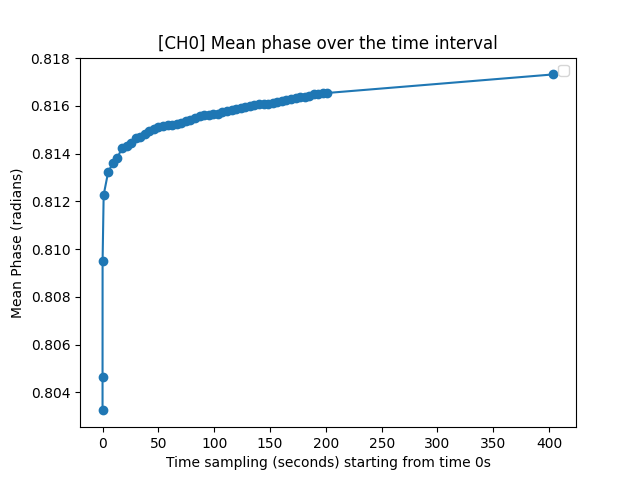 [CH0] Mean phase over the time interval
0.818
0.816
0.814
0.812
0.810
0.808
0.806
0.804
Mean Phase (radians)
0 50 100 150 200 250 300 350 400
Time sampling (seconds) starting from time 0s